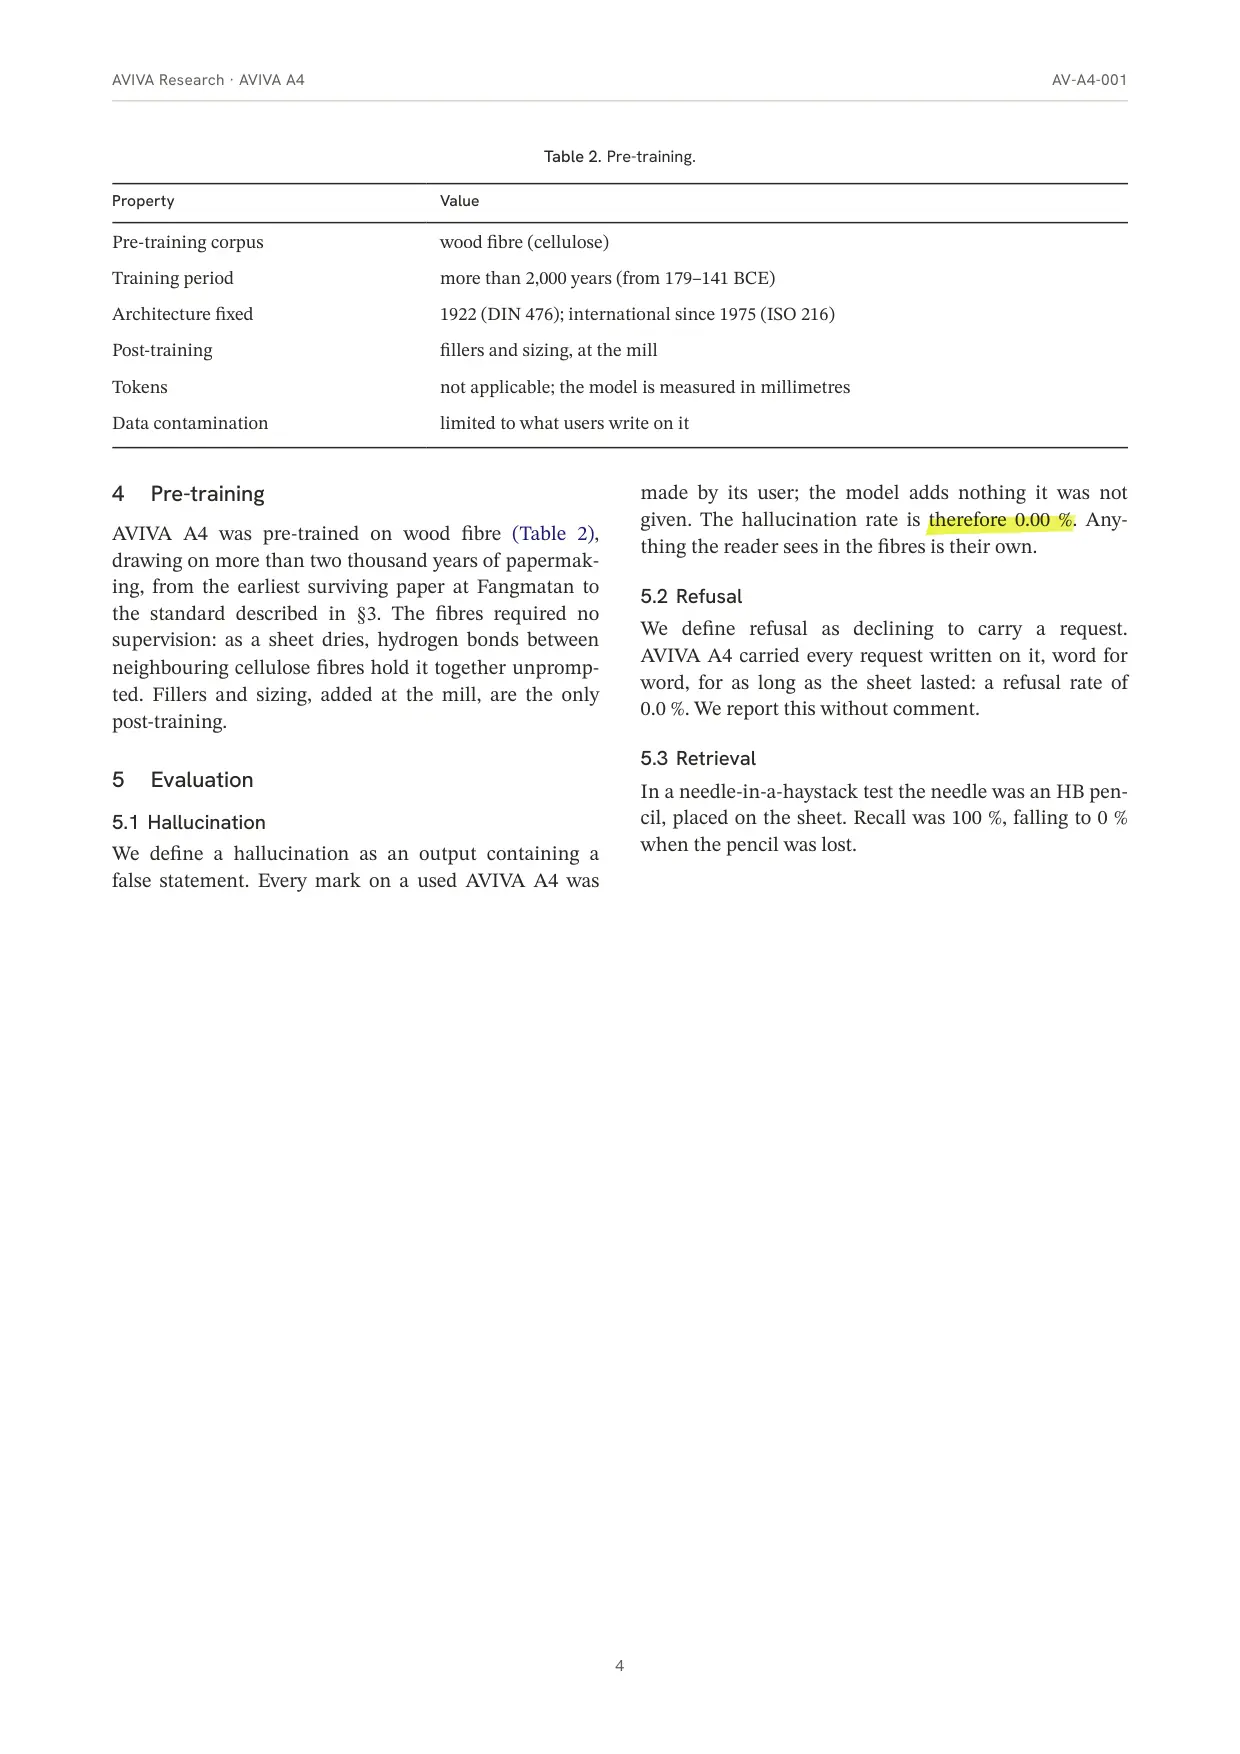 AVIVA Research · AVIVA A4
AV-A4-001
Table 2. Pre-training.
Property Value
Pre-training corpus wood fibre (cellulose)
Training period more than 2,000 years (from 179–141 BCE)
Architecture fixed 1922 (DIN 476); international since 1975 (ISO 216)
Post-training fillers and sizing, at the mill
Tokens not applicable; the model is measured in millimetres
Data contamination limited to what users write on it
4 Pre-training
AVIVA A4 was pre-trained on wood fibre (Table 2),
drawing on more than two thousand years of papermak-
ing, from the earliest surviving paper at Fangmatan to
the standard described in §3. The fibres required no
supervision: as a sheet dries, hydrogen bonds between
neighbouring cellulose fibres hold it together unpromp-
ted. Fillers and sizing, added at the mill, are the only
post-training.
5 Evaluation
5.1 Hallucination
We define a hallucination as an output containing a
false statement. Every mark on a used AVIVA A4 was
made by its user; the model adds nothing it was not
given. The hallucination rate is therefore 0.00 %. Any-
thing the reader sees in the fibres is their own.
5.2 Refusal
We define refusal as declining to carry a request.
AVIVA A4 carried every request written on it, word for
word, for as long as the sheet lasted: a refusal rate of
0.0 %. We report this without comment.
5.3 Retrieval
In a needle-in-a-haystack test the needle was an HB pen-
cil, placed on the sheet. Recall was 100 %, falling to 0 %
when the pencil was lost.
4